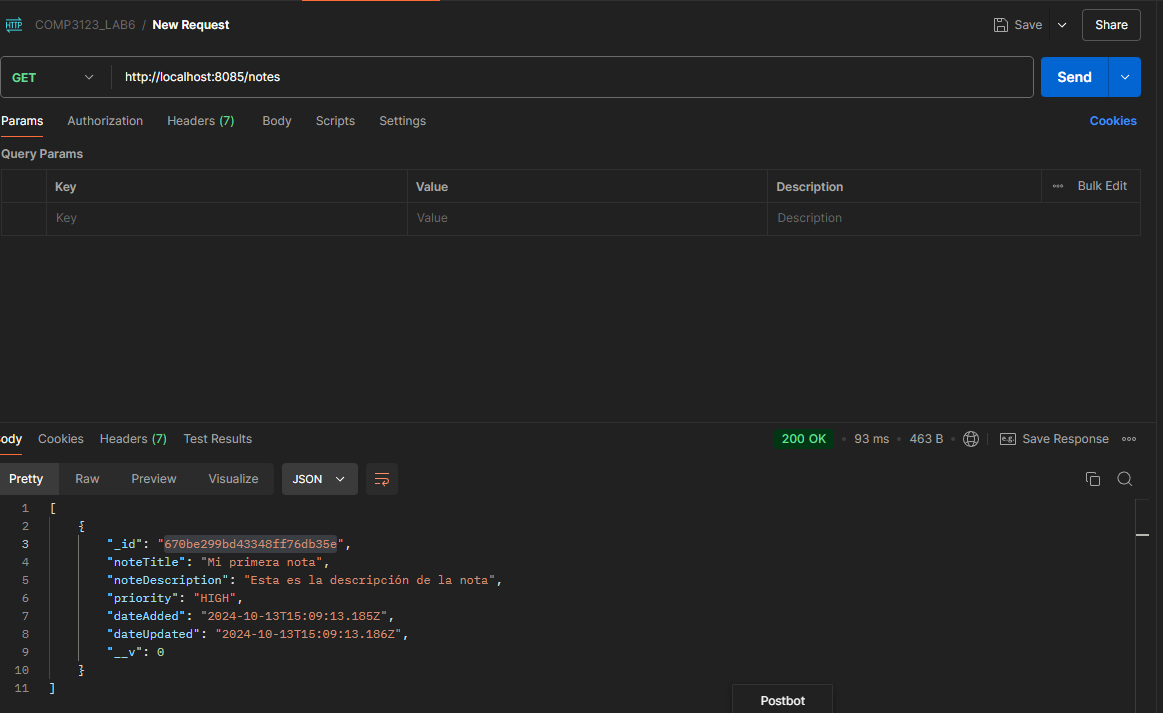 HTTP COMP3123_LAB6 / New Request Save Share
GET http://localhost:8085/notes Send
Params Authorization Headers (7) Body Scripts Settings Cookies
Query Params
Key Value Description Bulk Edit
Key Value Description
ody Cookies Headers (7) Test Results 200 OK • 93 ms • 463 B • e.g. Save Response
Pretty Raw Preview Visualize JSON
1 [
2 {
3 "_id": "670be299bd43348ff76db35e",
4 "noteTitle": "Mi primera nota",
5 "noteDescription": "Esta es la descripción de la nota",
6 "priority": "HIGH",
7 "dateAdded": "2024-10-13T15:09:13.185Z",
8 "dateUpdated": "2024-10-13T15:09:13.186Z",
9 "__v": 0
10 }
11 ]
Postbot